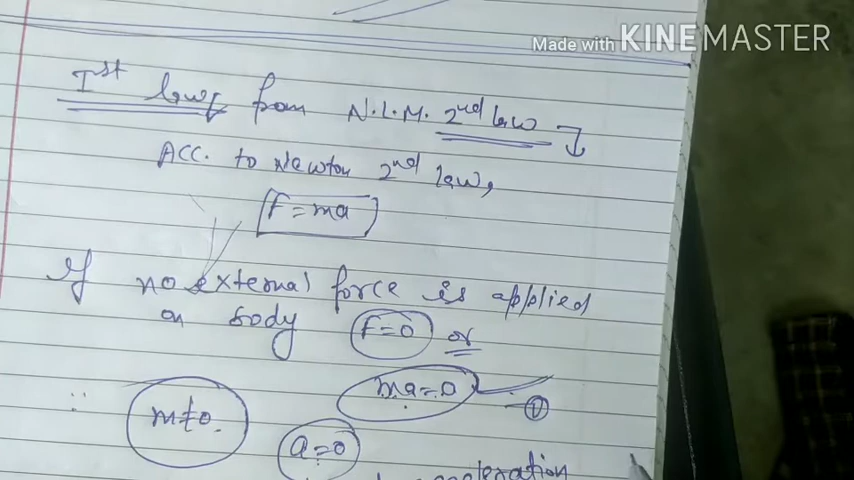 Made with KINEMASTER
Ist law from N.L.M. 2nd law
ACC. to Newton 2nd law,
F = ma
If no external force is applied
on body F=0 or
ma=0 - ①
∵ m≠0. 
a=0
acceleration